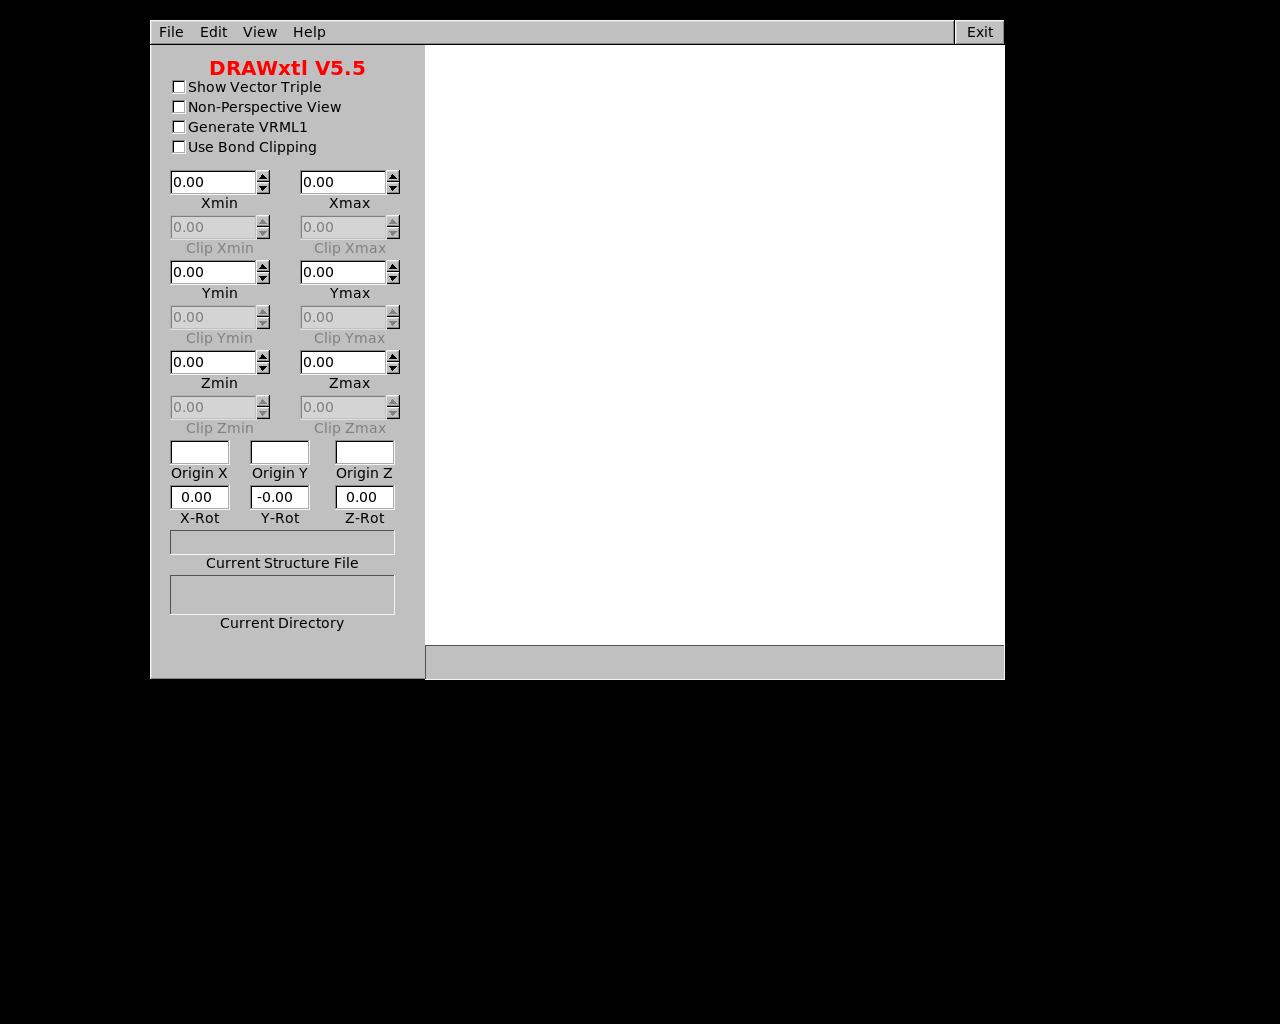 File Edit View Help Exit
DRAWxtl V5.5
Show Vector Triple
Non-Perspective View
Generate VRML1
Use Bond Clipping
0.00 0.00
Xmin Xmax
0.00 0.00
Clip Xmin Clip Xmax
0.00 0.00
Ymin Ymax
0.00 0.00
Clip Ymin Clip Ymax
0.00 0.00
Zmin Zmax
0.00 0.00
Clip Zmin Clip Zmax
Origin X Origin Y Origin Z
0.00 -0.00 0.00
X-Rot Y-Rot Z-Rot
Current Structure File
Current Directory